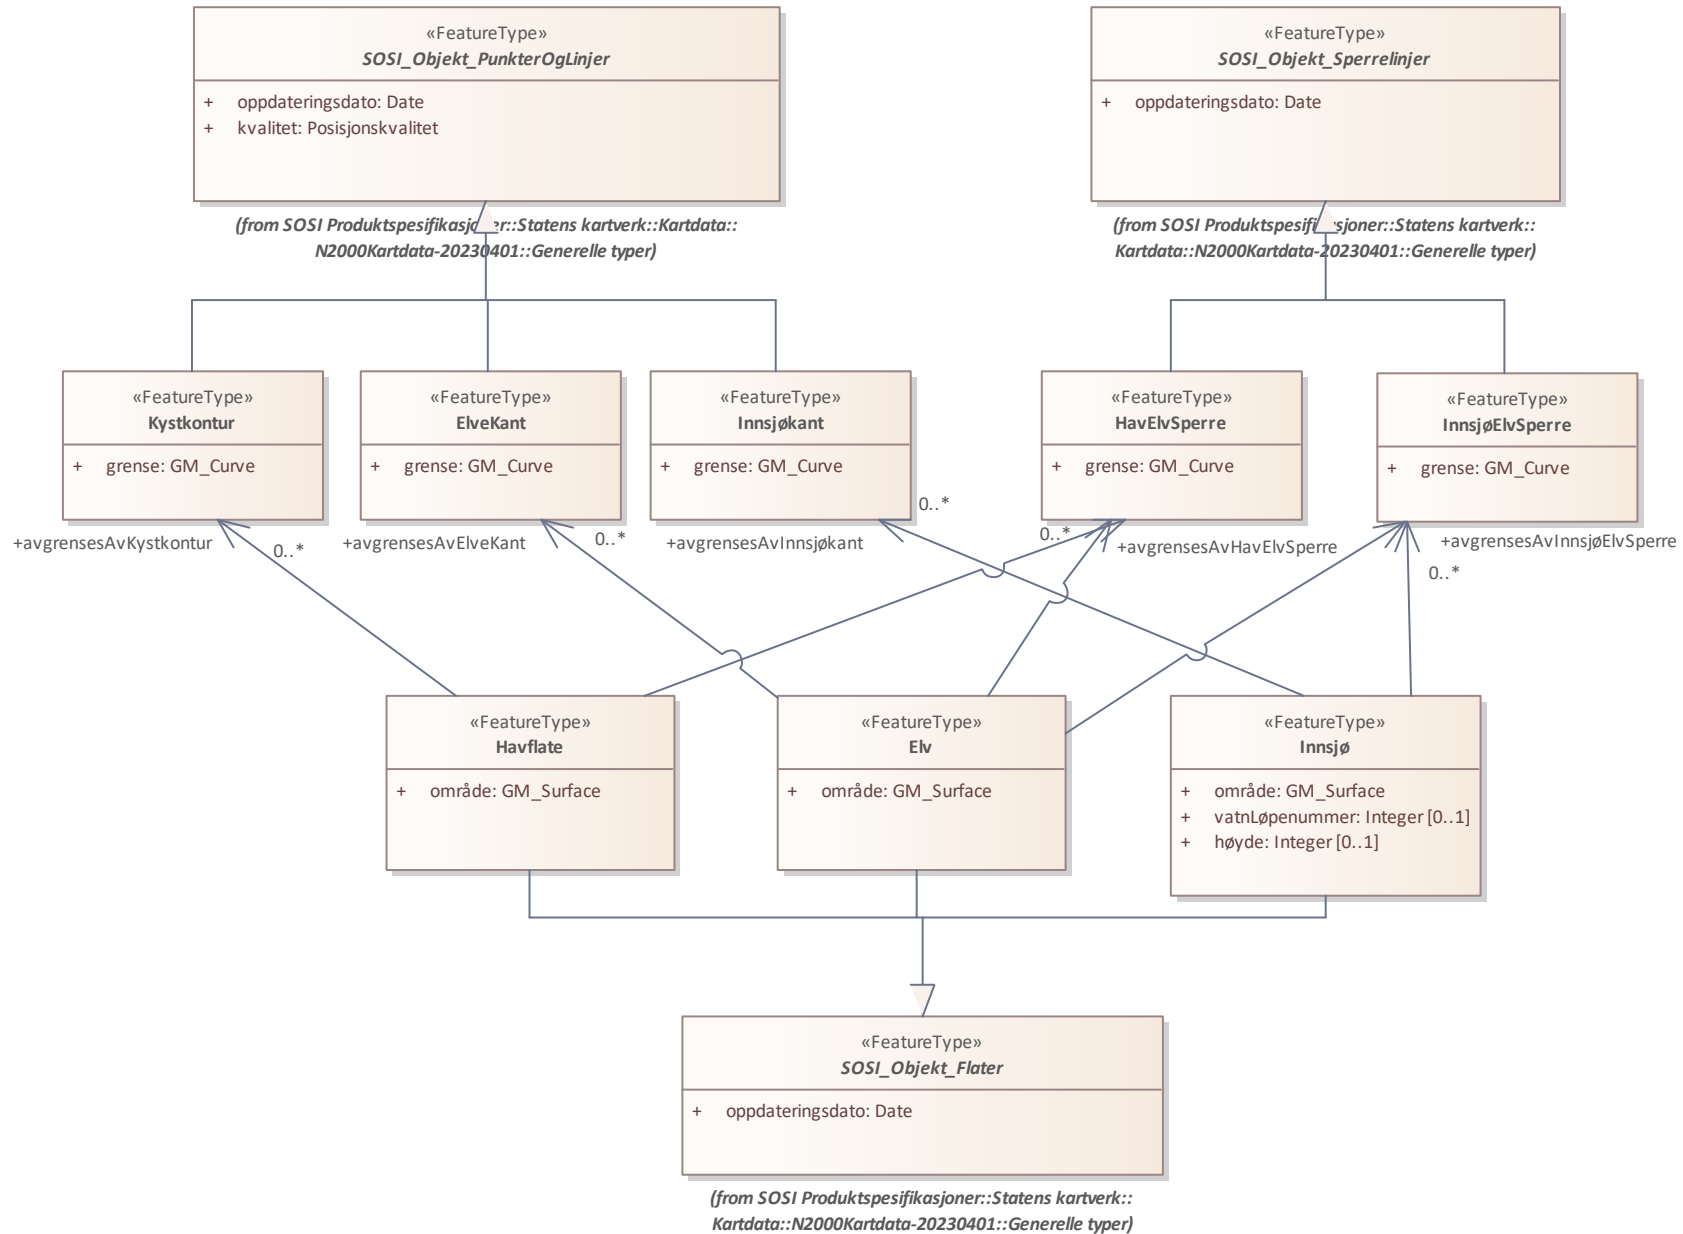 «FeatureType»
SOSI_Objekt_PunkterOgLinjer
+ oppdateringsdato: Date
+ kvalitet: Posisjonskvalitet
(from SOSI Produktspesifikasjoner::Statens kartverk::Kartdata::
N2000Kartdata-20230401::Generelle typer)
«FeatureType»
SOSI_Objekt_Sperrelinjer
+ oppdateringsdato: Date
(from SOSI Produktspesifikasjoner::Statens kartverk::
Kartdata::N2000Kartdata-20230401::Generelle typer)
«FeatureType»
Kystkontur
+ grense: GM_Curve
«FeatureType»
ElveKant
+ grense: GM_Curve
«FeatureType»
Innsjøkant
+ grense: GM_Curve
«FeatureType»
HavElvSperre
+ grense: GM_Curve
«FeatureType»
InnsjøElvSperre
+ grense: GM_Curve
+avgrensesAvKystkontur
0..*
+avgrensesAvElveKant
0..*
+avgrensesAvInnsjøkant
0..*
0..*
+avgrensesAvHavElvSperre
+avgrensesAvInnsjøElvSperre
0..*
«FeatureType»
Havflate
+ område: GM_Surface
«FeatureType»
Elv
+ område: GM_Surface
«FeatureType»
Innsjø
+ område: GM_Surface
+ vatnLøpenummer: Integer [0..1]
+ høyde: Integer [0..1]
«FeatureType»
SOSI_Objekt_Flater
+ oppdateringsdato: Date
(from SOSI Produktspesifikasjoner::Statens kartverk::
Kartdata::N2000Kartdata-20230401::Generelle typer)